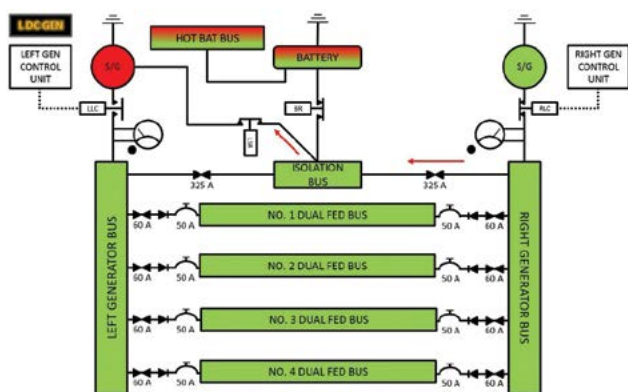 LDC GEN
LEFT GEN
CONTROL
UNIT
S/G
HOT BAT BUS
BATTERY
S/G
RIGHT GEN
CONTROL
UNIT
LLC
LSR
BR
RLC
325 A
ISOLATION
BUS
325 A
LEFT GENERATOR BUS
RIGHT GENERATOR BUS
60 A
50 A
NO. 1 DUAL FED BUS
50 A
60 A
60 A
50 A
NO. 2 DUAL FED BUS
50 A
60 A
60 A
50 A
NO. 3 DUAL FED BUS
50 A
60 A
60 A
50 A
NO. 4 DUAL FED BUS
50 A
60 A